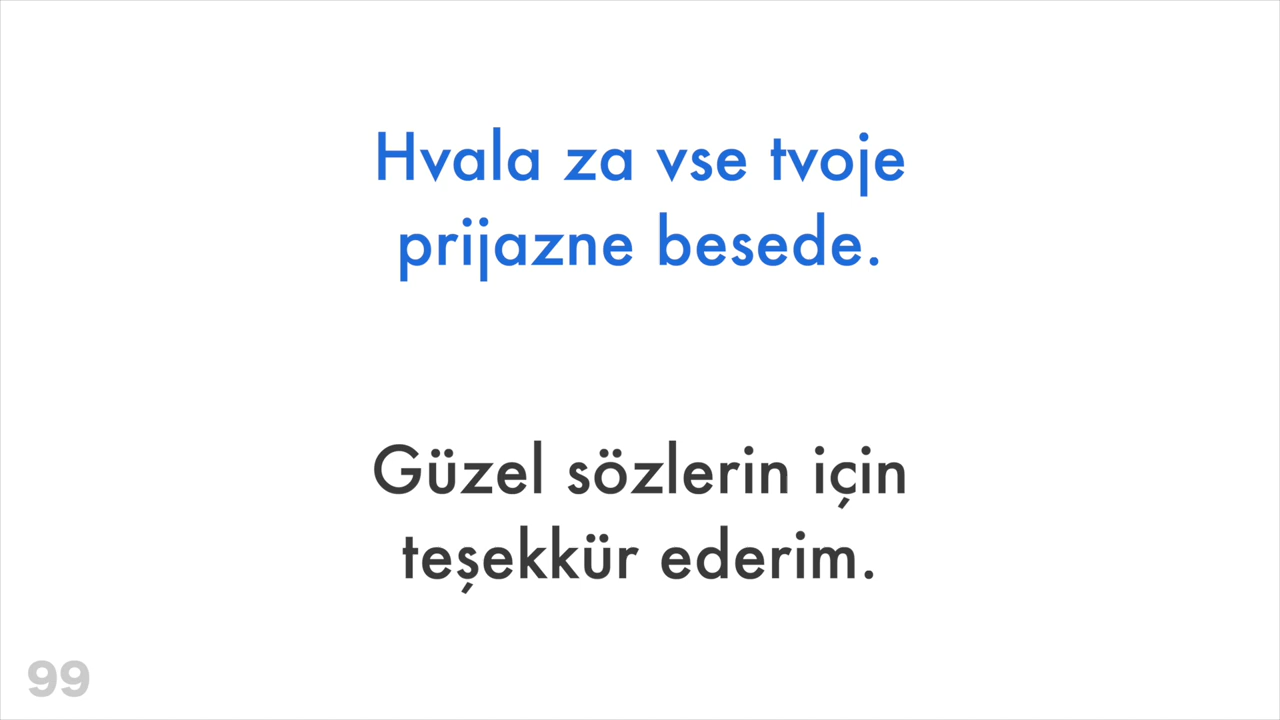 Hvala za vse tvoje
prijazne besede.
Güzel sözlerin için
teşekkür ederim.
99